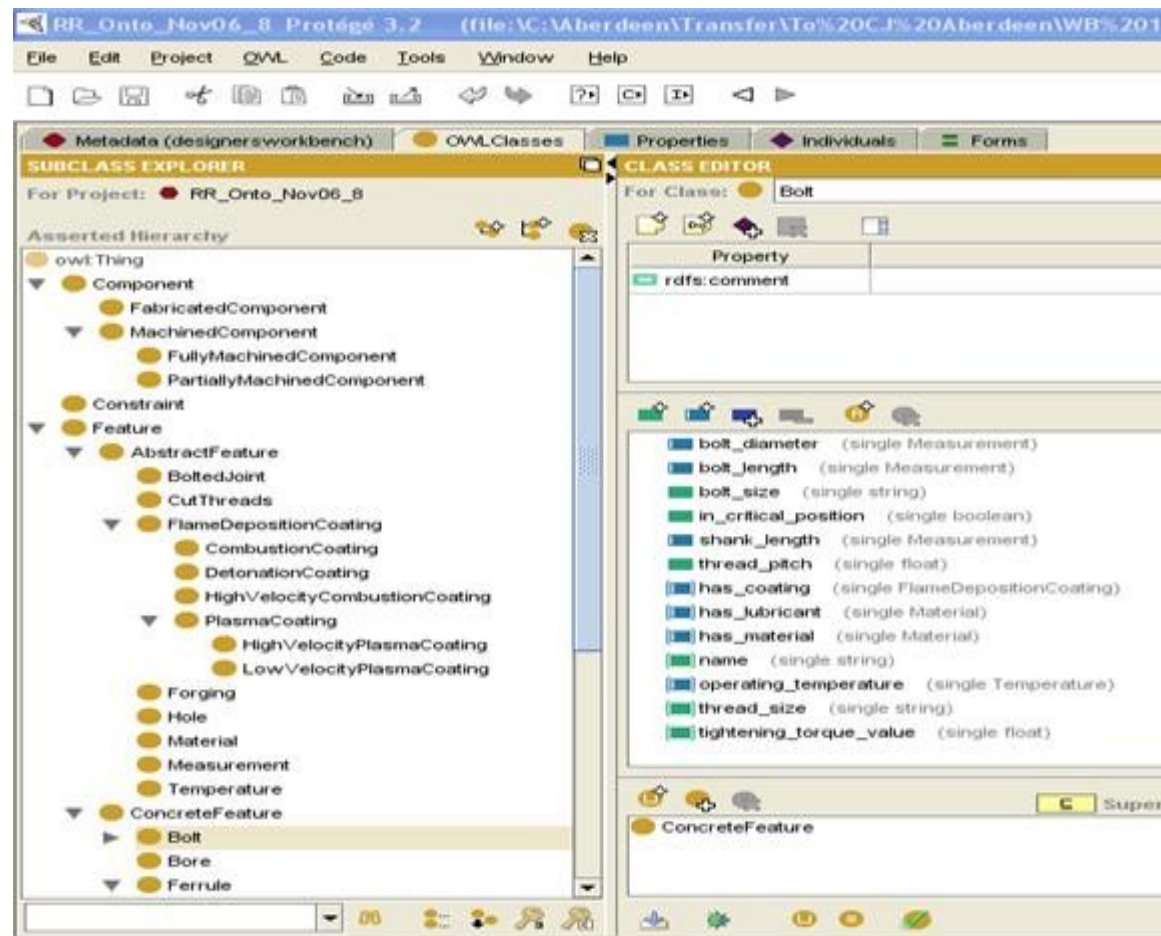 RR_Onto_Nov06_8 Protégé 3.2 (file:\C:\Aberdeen\Transfer\To%20CJ%20Aberdeen\WB%201
File Edit Project OWL Code Tools Window Help
Metadata (designersworkbench) OWLClasses Properties Individuals Forms
SUBCLASS EXPLORER
For Project: RR_Onto_Nov06_8
Asserted Hierarchy
owl:Thing
Component
FabricatedComponent
MachinedComponent
FullyMachinedComponent
PartiallyMachinedComponent
Constraint
Feature
AbstractFeature
BoltedJoint
CutThreads
FlameDepositionCoating
CombustionCoating
DetonationCoating
HighVelocityCombustionCoating
PlasmaCoating
HighVelocityPlasmaCoating
LowVelocityPlasmaCoating
Forging
Hole
Material
Measurement
Temperature
ConcreteFeature
Bolt
Bore
Ferrule
CLASS EDITOR
For Class: Bolt
Property
rdfs:comment
bolt_diameter (single Measurement)
bolt_length (single Measurement)
bolt_size (single string)
in_critical_position (single boolean)
shank_length (single Measurement)
thread_pitch (single float)
has_coating (single FlameDepositionCoating)
has_lubricant (single Material)
has_material (single Material)
name (single string)
operating_temperature (single Temperature)
thread_size (single string)
tightening_torque_value (single float)
C Super
ConcreteFeature